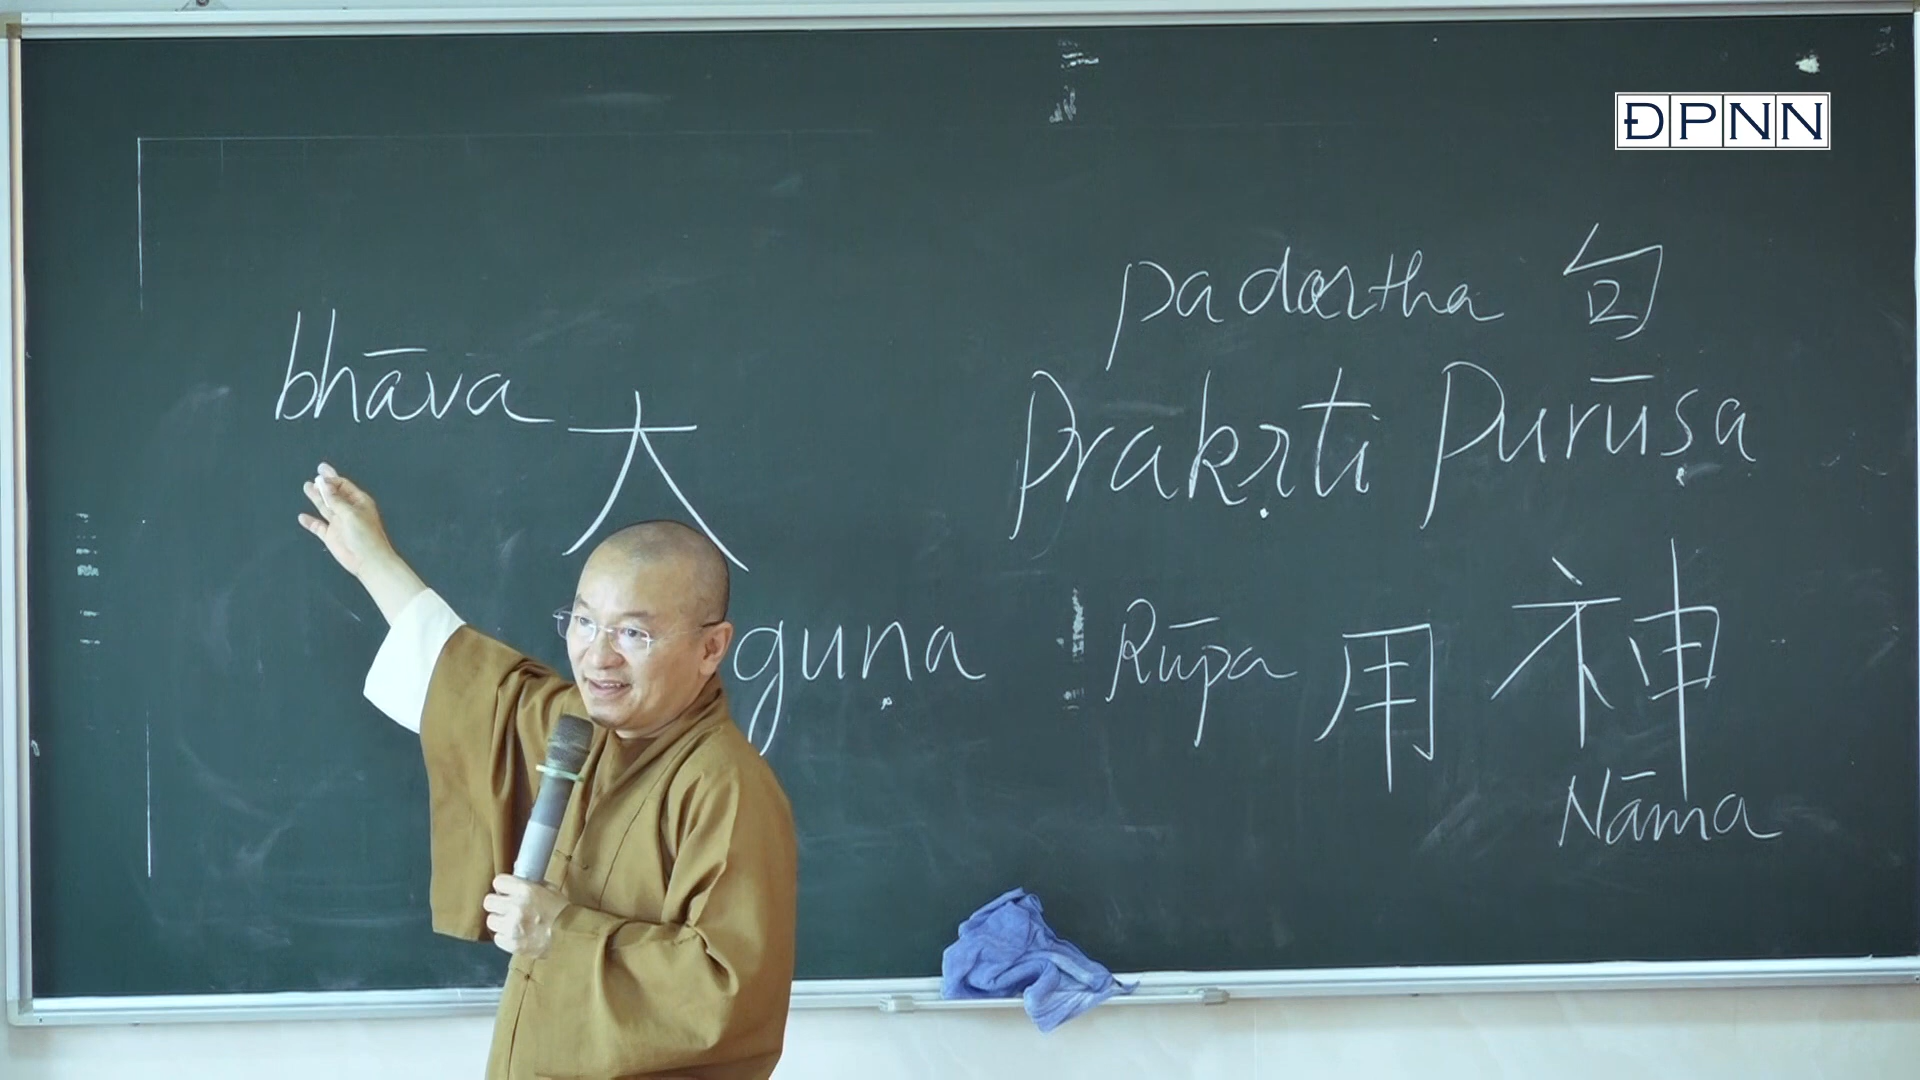 ĐPNN
padartha 句
bhāva 大 Prakṛti Purūṣa
guṇa Rūpa 用 神
Nāma